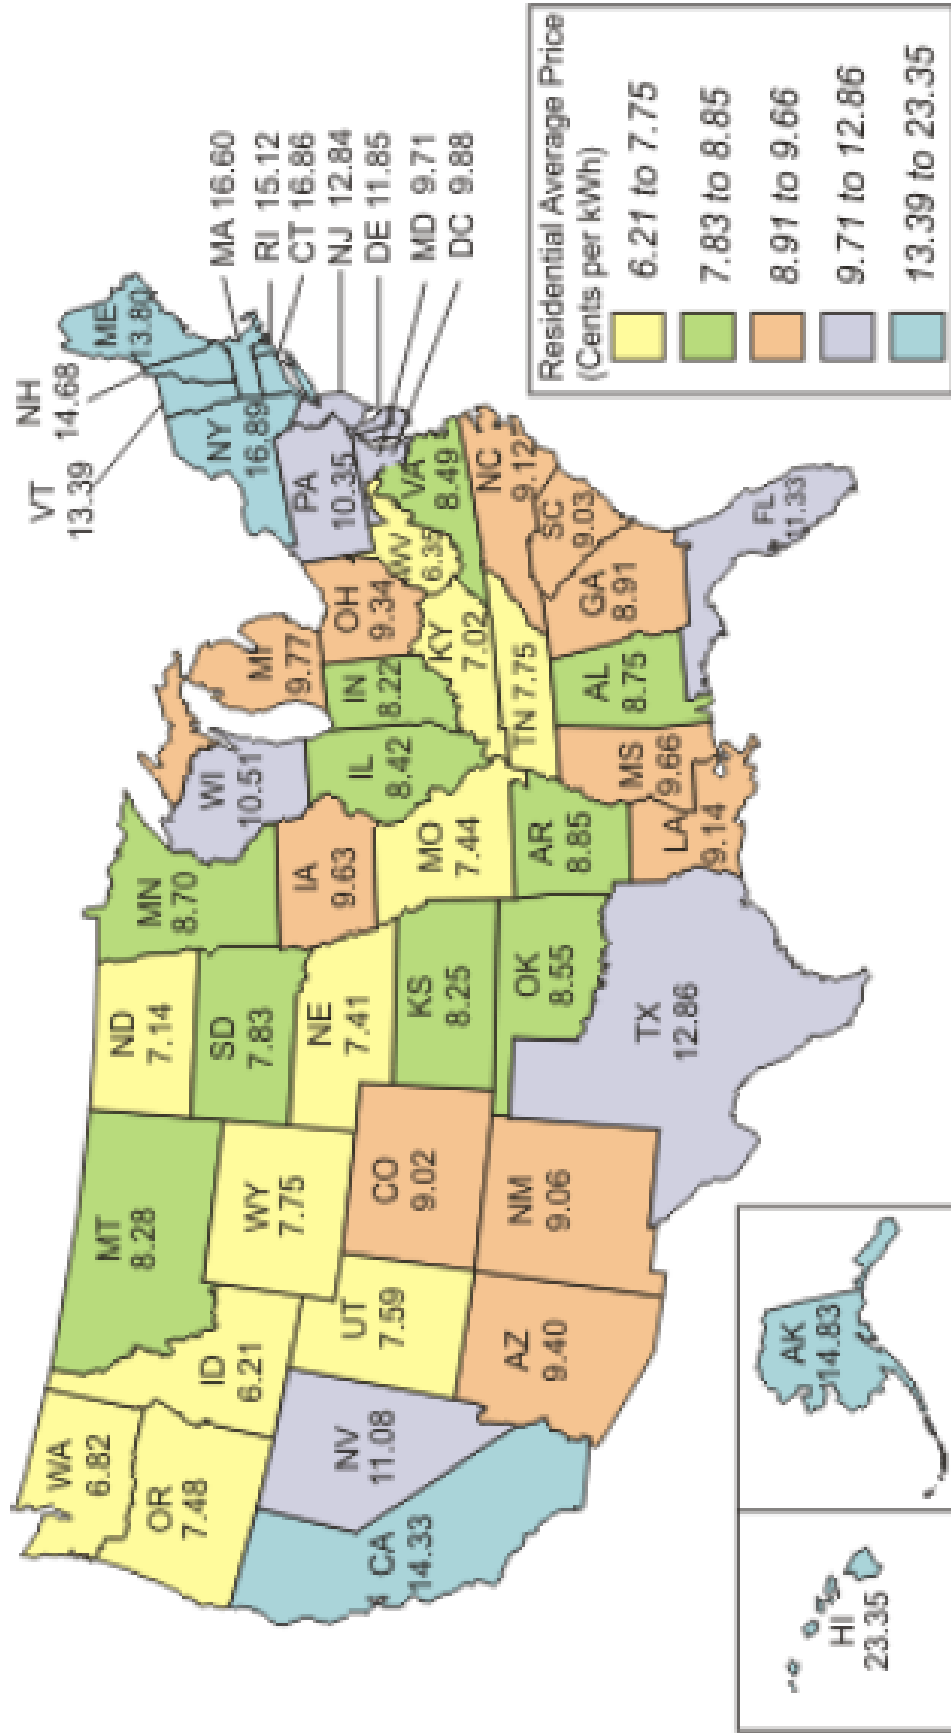 WA
6.82
OR
7.48
CA
14.33
NV
11.08
ID
6.21
MT
8.28
WY
7.75
UT
7.59
AZ
9.40
CO
9.02
NM
9.06
ND
7.14
SD
7.83
NE
7.41
KS
8.25
OK
8.55
TX
12.86
MN
8.70
IA
9.63
MO
7.44
AR
8.85
LA
9.14
WI
10.51
IL
8.42
MS
9.66
MI
9.77
IN
8.22
KY
7.02
TN 7.75
AL
8.75
OH
9.34
GA
8.91
FL
11.33
SC
9.03
NC
9.12
VA
8.49
WV
6.35
PA
10.35
NY
16.89
VT
13.39
NH
14.68
ME
13.80
MA 16.60
RI 15.12
CT 16.86
NJ 12.84
DE 11.85
MD 9.71
DC 9.88
HI
23.35
AK
14.83
Residential Average Price
(Cents per kWh)
6.21 to 7.75
7.83 to 8.85
8.91 to 9.66
9.71 to 12.86
13.39 to 23.35